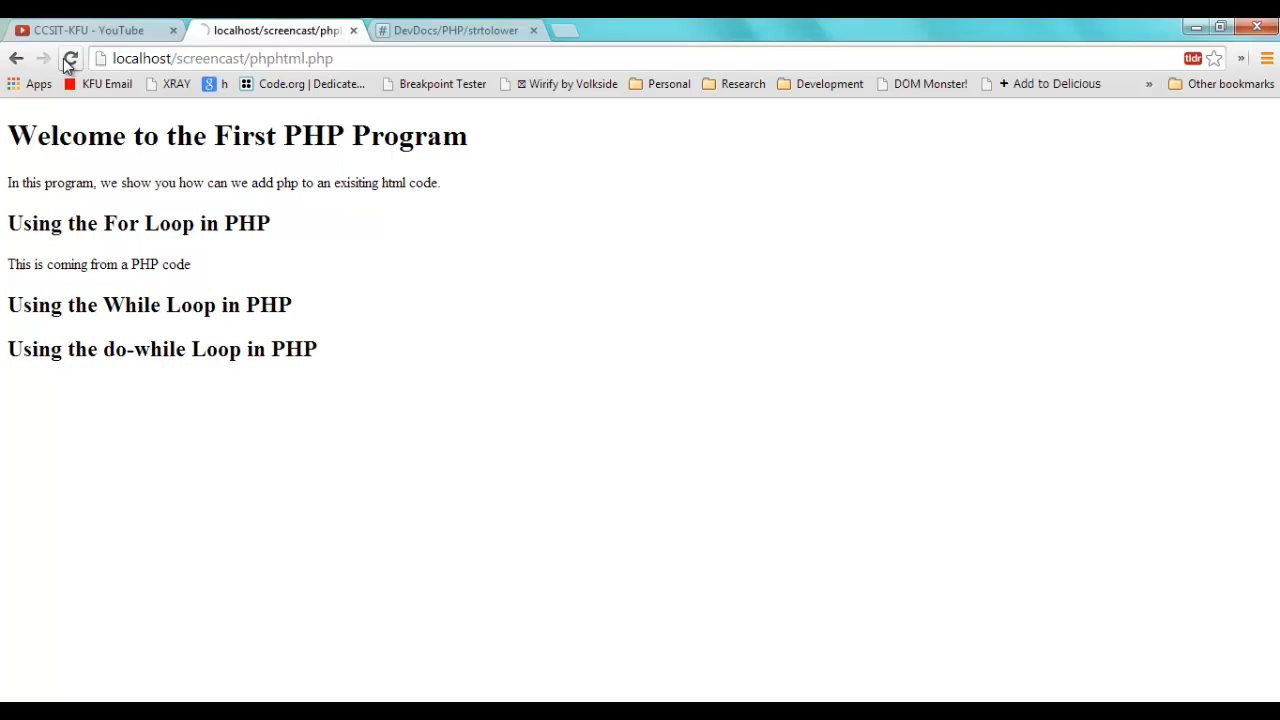 CCSIT-KFU - YouTube
localhost/screencast/php
DevDocs/PHP/strtolower
localhost/screencast/phphtml.php
tldr
»
Apps
KFU Email
XRAY
8 h
Code.org | Dedicate...
Breakpoint Tester
Wirify by Volkside
Personal
Research
Development
DOM Monster!
+ Add to Delicious
»
Other bookmarks
Welcome to the First PHP Program
In this program, we show you how can we add php to an exisiting html code.
Using the For Loop in PHP
This is coming from a PHP code
Using the While Loop in PHP
Using the do-while Loop in PHP